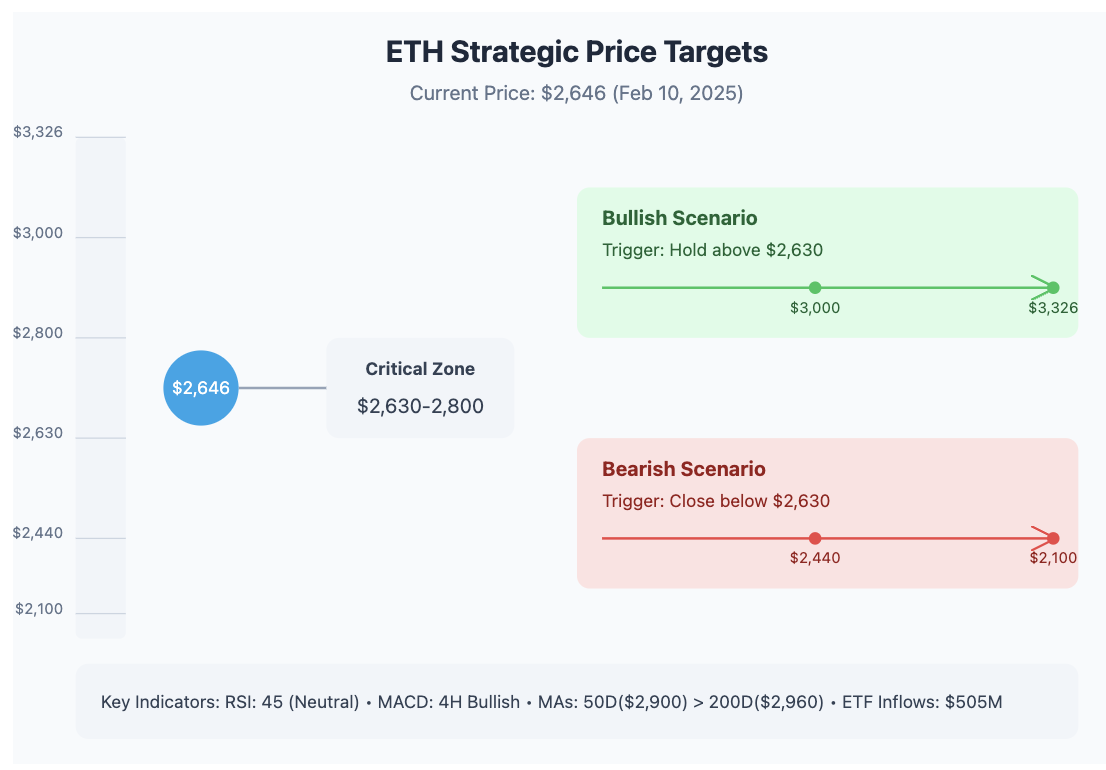 ETH Strategic Price Targets
Current Price: $2,646 (Feb 10, 2025)
$3,326
$3,000
$2,800
$2,630
$2,440
$2,100
$2,646
Critical Zone
$2,630-2,800
Bullish Scenario
Trigger: Hold above $2,630
$3,000 $3,326
Bearish Scenario
Trigger: Close below $2,630
$2,440 $2,100
Key Indicators: RSI: 45 (Neutral) • MACD: 4H Bullish • MAs: 50D($2,900) > 200D($2,960) • ETF Inflows: $505M